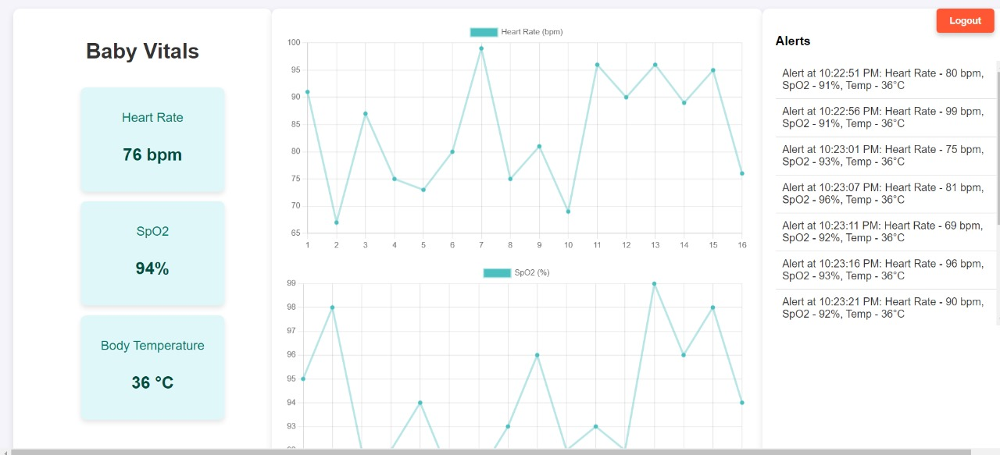 Baby Vitals
Heart Rate
76 bpm
SpO2
94%
Body Temperature
36 °C
Heart Rate (bpm)
100
95
90
85
80
75
70
65
1 2 3 4 5 6 7 8 9 10 11 12 13 14 15 16
SpO2 (%)
99
98
97
96
95
94
93
Logout
Alerts
Alert at 10:22:51 PM: Heart Rate - 80 bpm,
SpO2 - 91%, Temp - 36°C
Alert at 10:22:56 PM: Heart Rate - 99 bpm,
SpO2 - 91%, Temp - 36°C
Alert at 10:23:01 PM: Heart Rate - 75 bpm,
SpO2 - 93%, Temp - 36°C
Alert at 10:23:07 PM: Heart Rate - 81 bpm,
SpO2 - 96%, Temp - 36°C
Alert at 10:23:11 PM: Heart Rate - 69 bpm,
SpO2 - 92%, Temp - 36°C
Alert at 10:23:16 PM: Heart Rate - 96 bpm,
SpO2 - 93%, Temp - 36°C
Alert at 10:23:21 PM: Heart Rate - 90 bpm,
SpO2 - 92%, Temp - 36°C